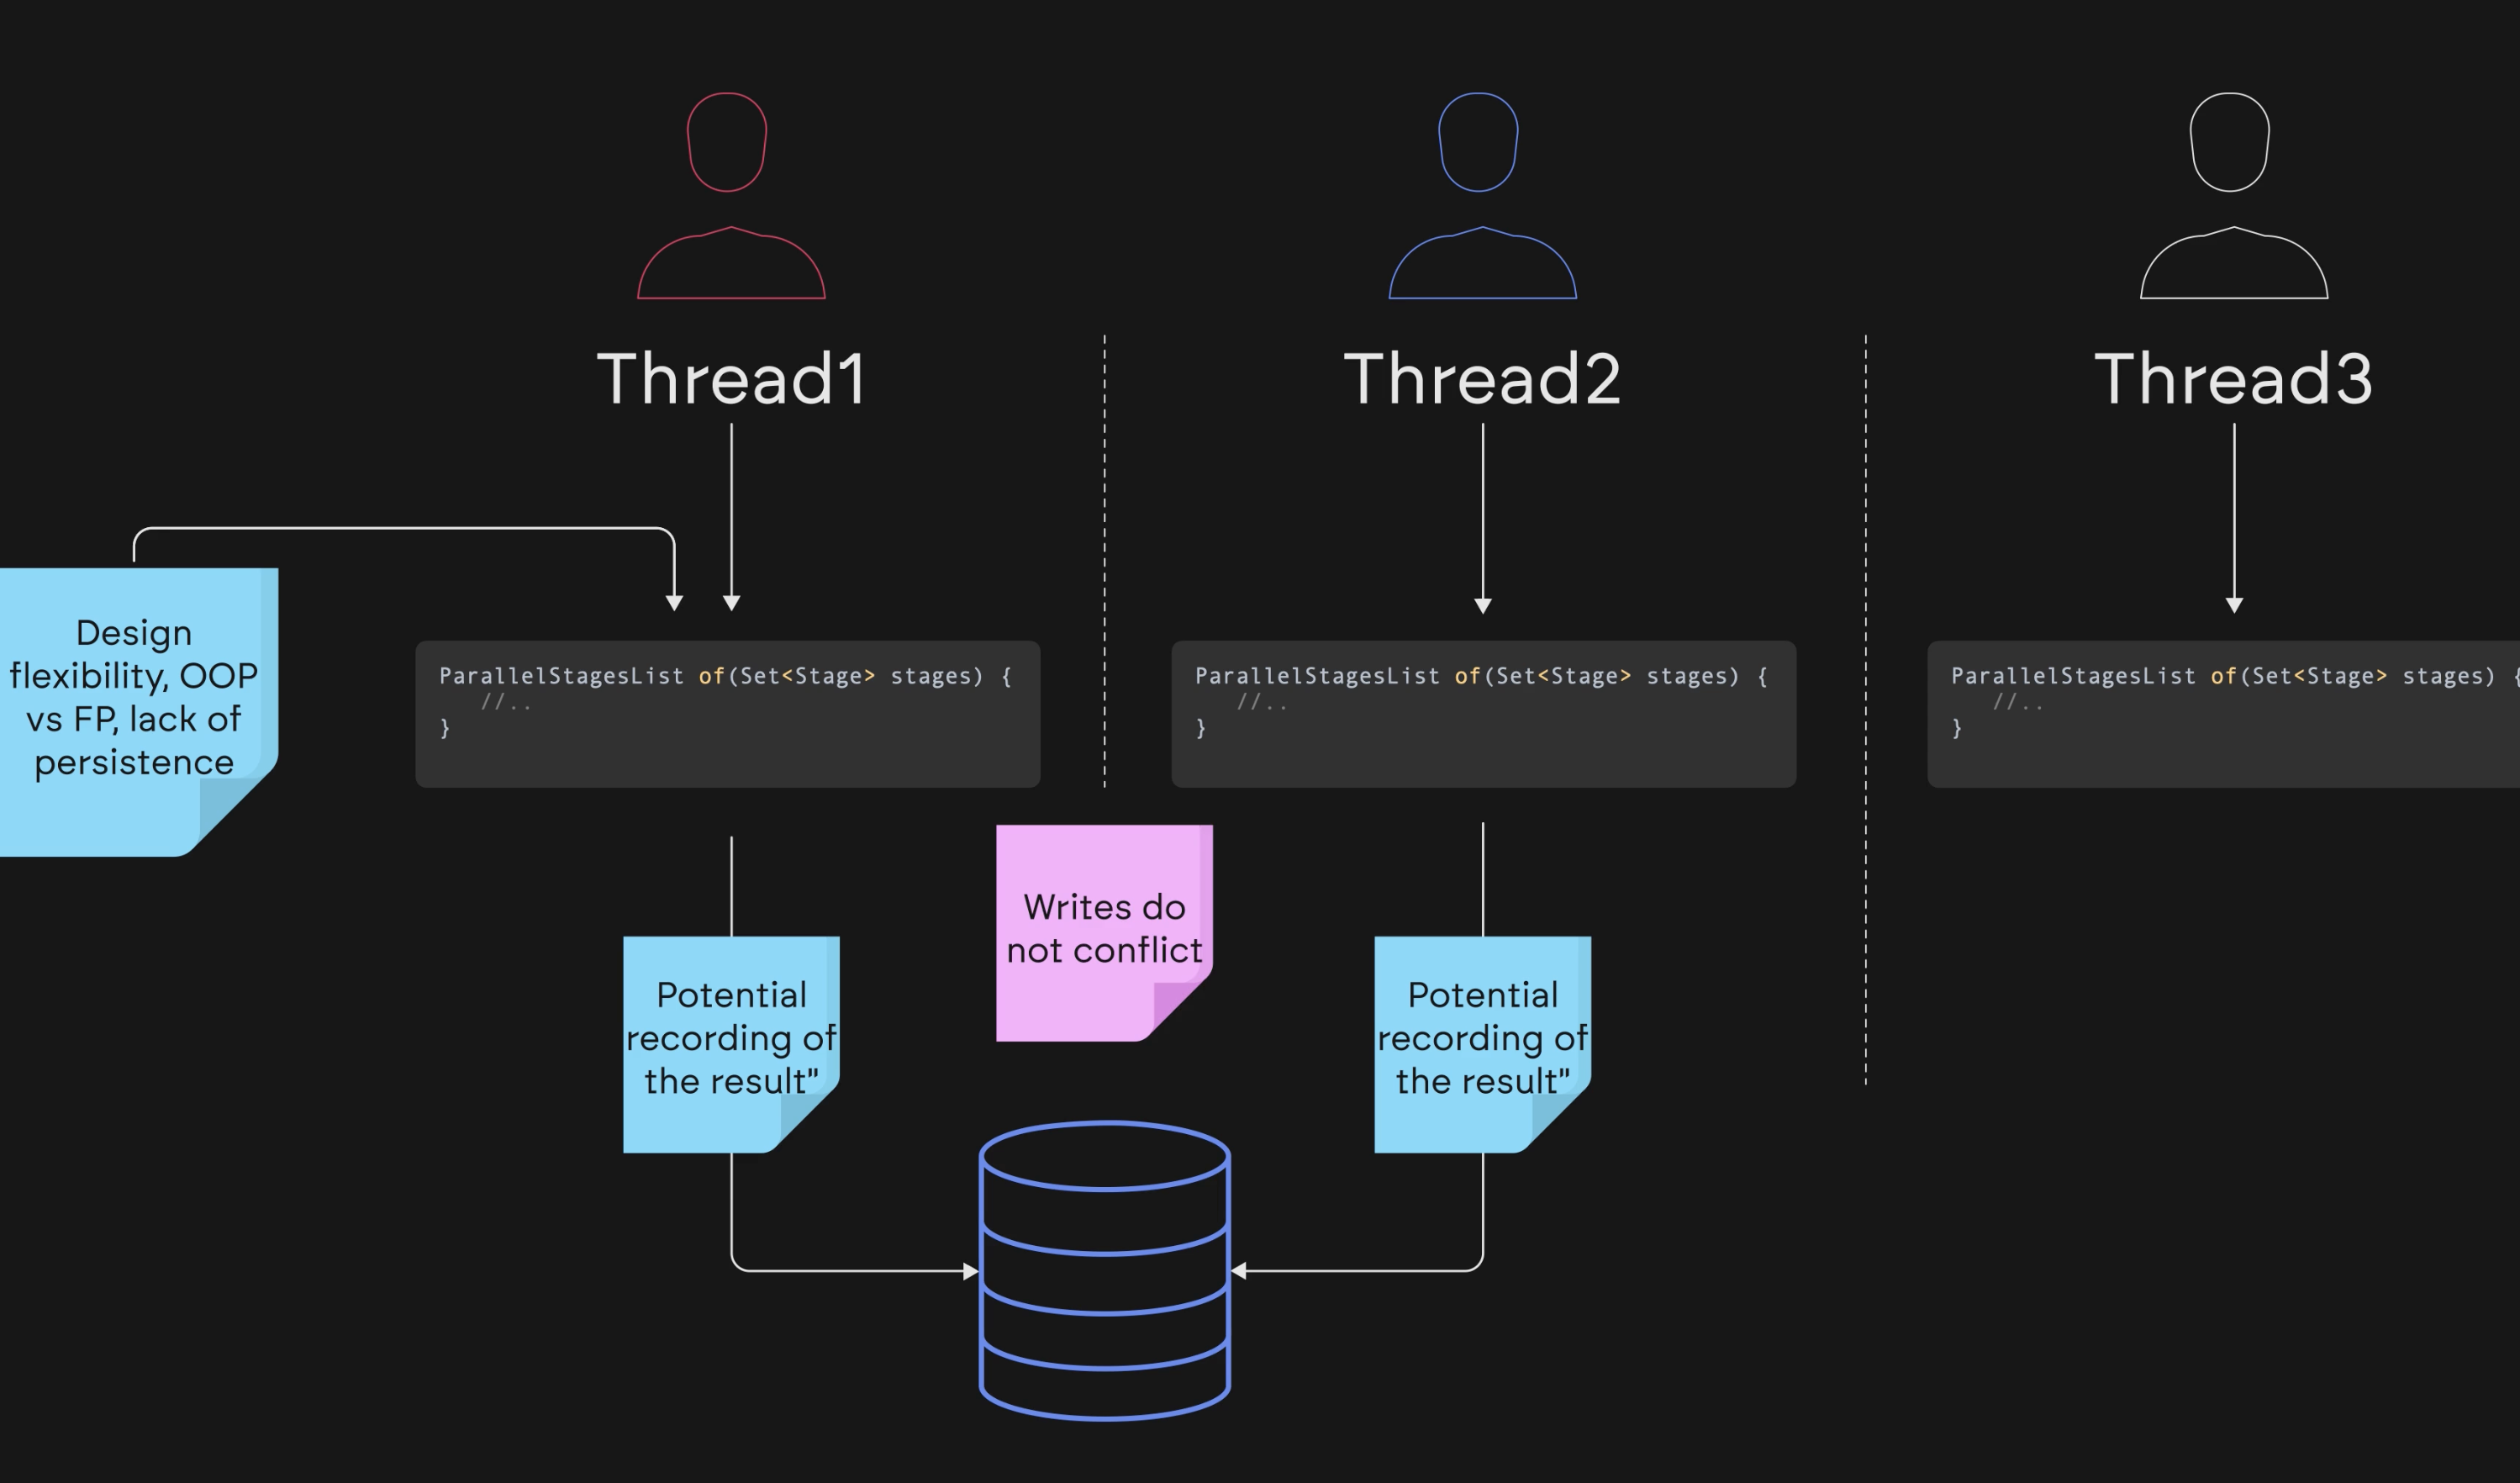 Thread1
Thread2
Thread3
Design
flexibility, OOP
vs FP, lack of
persistence
ParallelStagesList of(Set<Stage> stages) {
//..
}
ParallelStagesList of(Set<Stage> stages) {
//..
}
ParallelStagesList of(Set<Stage> stages) {
//..
}
Writes do
not conflict
Potential
recording of
the result"
Potential
recording of
the result"